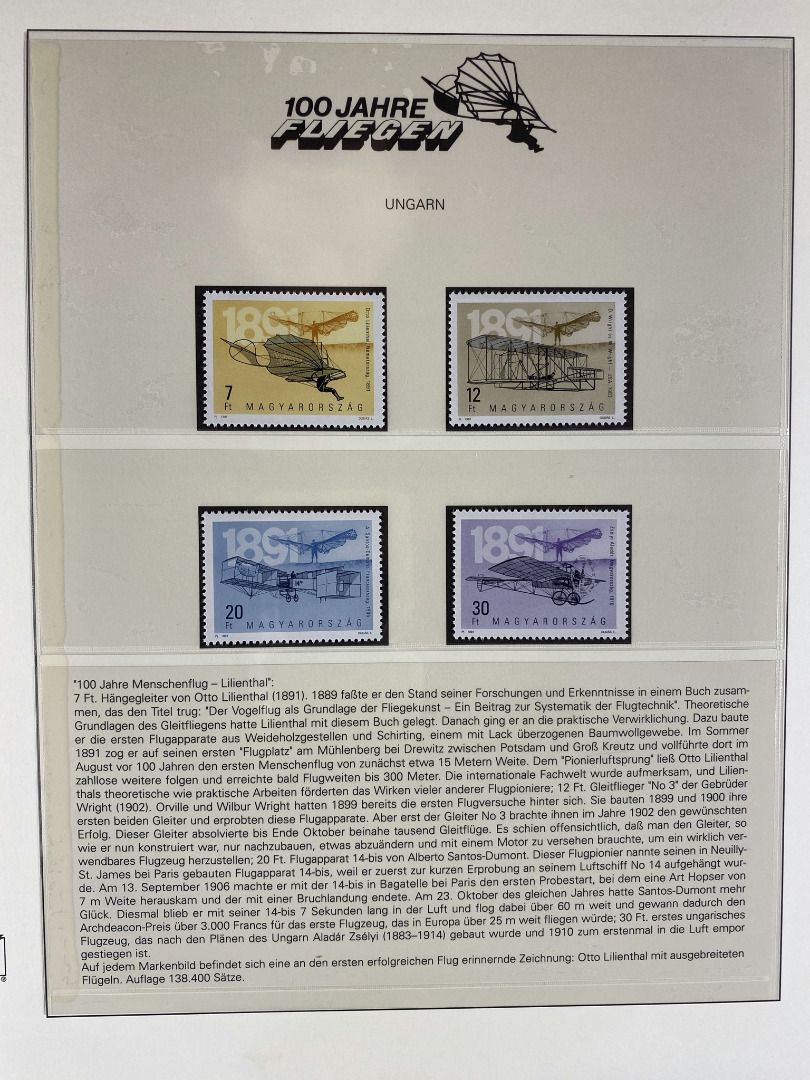 100 JAHRE
FLIEGEN
UNGARN
1891
7
Ft MAGYARORSZÁG
1891
12
Ft MAGYARORSZÁG
1891
20
Ft MAGYARORSZÁG
1891
30
Ft MAGYARORSZÁG
"100 Jahre Menschenflug – Lilienthal":
7 Ft. Hängegleiter von Otto Lilienthal (1891). 1889 faßte er den Stand seiner Forschungen und Erkenntnisse in einem Buch zusam-
men, das den Titel trug: "Der Vogelflug als Grundlage der Fliegekunst – Ein Beitrag zur Systematik der Flugtechnik". Theoretische
Grundlagen des Gleitfliegens hatte Lilienthal mit diesem Buch gelegt. Danach ging er an die praktische Verwirklichung. Dazu baute
er die ersten Flugapparate aus Weideholzgestellen und Schirting, einem mit Lack überzogenen Baumwollgewebe. Im Sommer
1891 zog er auf seinen ersten "Flugplatz" am Mühlenberg bei Drewitz zwischen Potsdam und Groß Kreutz und vollführte dort im
August vor 100 Jahren den ersten Menschenflug von zunächst etwa 15 Metern Weite. Dem "Pionierluftsprung" ließ Otto Lilienthal
zahllose weitere folgen und erreichte bald Flugweiten bis 300 Meter. Die internationale Fachwelt wurde aufmerksam, und Lilien-
thals theoretische wie praktische Arbeiten förderten das Wirken vieler anderer Flugpioniere; 12 Ft. Gleitflieger "No 3" der Gebrüder
Wright (1902). Orville und Wilbur Wright hatten 1899 bereits die ersten Flugversuche hinter sich. Sie bauten 1899 und 1900 ihre
ersten beiden Gleiter und erprobten diese Flugapparate. Aber erst der Gleiter No 3 brachte ihnen im Jahre 1902 den gewünschten
Erfolg. Dieser Gleiter absolvierte bis Ende Oktober beinahe tausend Gleitflüge. Es schien offensichtlich, daß man den Gleiter, so
wie er nun konstruiert war, nur nachzubauen, etwas abzuändern und mit einem Motor zu versehen brauchte, um ein wirklich ver-
wendbares Flugzeug herzustellen; 20 Ft. Flugapparat 14-bis von Alberto Santos-Dumont. Dieser Flugpionier nannte seinen in Neuilly-
St. James bei Paris gebauten Flugapparat 14-bis, weil er zuerst zur kurzen Erprobung an seinem Luftschiff No 14 aufgehängt wur-
de. Am 13. September 1906 machte er mit der 14-bis in Bagatelle bei Paris den ersten Probestart, bei dem eine Art Hopser von
7 m Weite herauskam und der mit einer Bruchlandung endete. Am 23. Oktober des gleichen Jahres hatte Santos-Dumont mehr
Glück. Diesmal blieb er mit seiner 14-bis 7 Sekunden lang in der Luft und flog dabei über 60 m weit und gewann dadurch den
Archdeacon-Preis über 3.000 Francs für das erste Flugzeug, das in Europa über 25 m weit fliegen würde; 30 Ft. erstes ungarisches
Flugzeug, das nach den Plänen des Ungarn Aladár Zsélyi (1883–1914) gebaut wurde und 1910 zum erstenmal in die Luft empor
gestiegen ist.
Auf jedem Markenbild befindet sich eine an den ersten erfolgreichen Flug erinnernde Zeichnung: Otto Lilienthal mit ausgebreiteten
Flügeln. Auflage 138.400 Sätze.